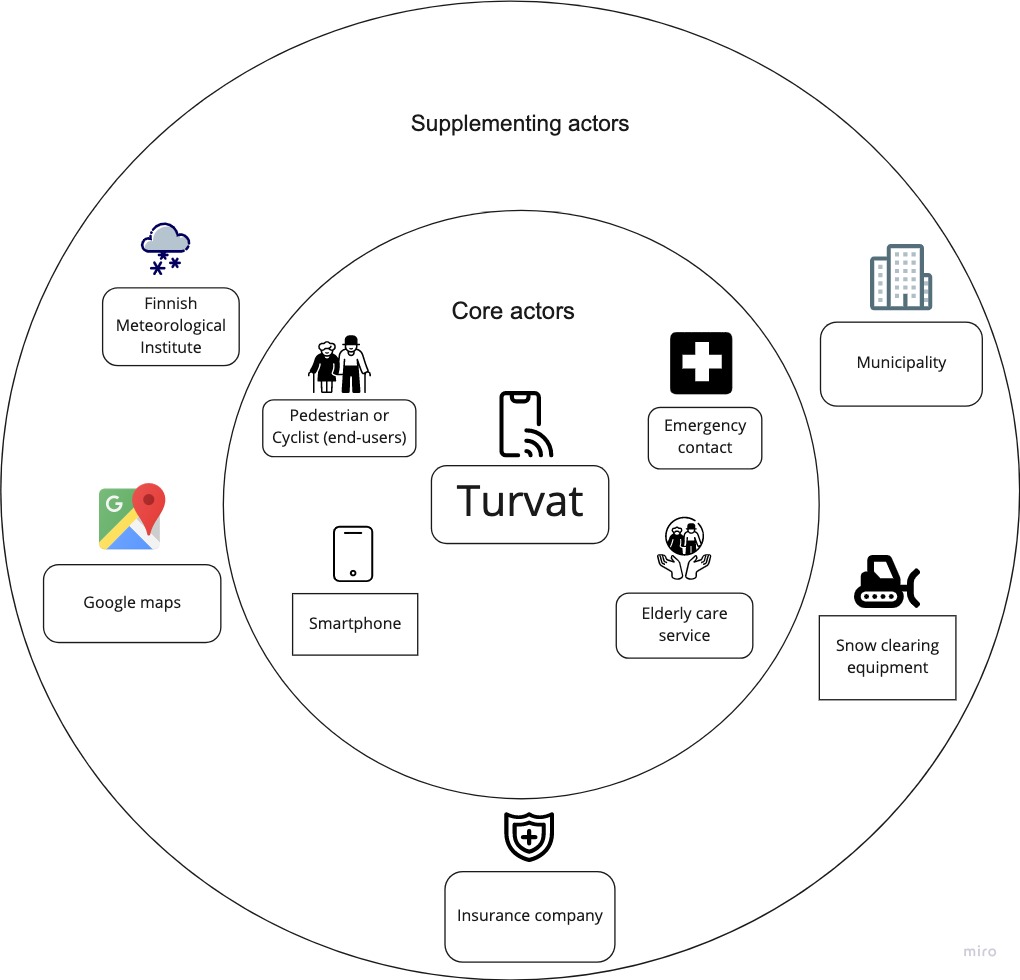 Supplementing actors
Finnish
Meteorological
Institute
Municipality
Core actors
Pedestrian or
Cyclist (end-users)
Emergency
contact
Turvat
G
Google maps
Smartphone
Elderly care
service
Snow clearing
equipment
Insurance company
miro